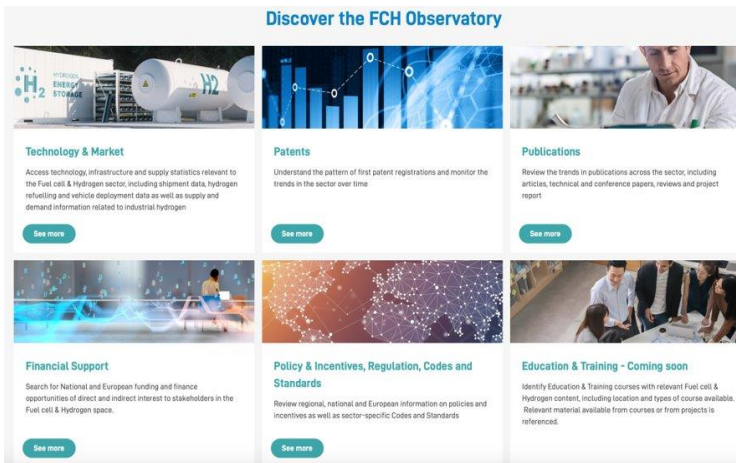 Discover the FCH Observatory
H2
HYDROGEN
ENERGY
STORAGE
H2
Technology & Market
Access technology, infrastructure and supply statistics relevant to
the Fuel cell & Hydrogen sector, including shipment data, hydrogen
refuelling and vehicle deployment data as well as supply and
demand information related to industrial hydrogen
See more
Patents
Understand the pattern of first patent registrations and monitor the
trends in the sector over time
See more
Publications
Review the trends in publications across the sector, including
articles, technical and conference papers, reviews and project
report
See more
Financial Support
Search for National and European funding and finance
opportunities of direct and indirect interest to stakeholders in the
Fuel cell & Hydrogen space.
See more
Policy & Incentives, Regulation, Codes and
Standards
Review regional, national and European information on policies and
incentives as well as sector-specific Codes and Standards
See more
Education & Training - Coming soon
Identify Education & Training courses with relevant Fuel cell &
Hydrogen content, including location and types of course available.
Relevant material available from courses or from projects is
referenced.